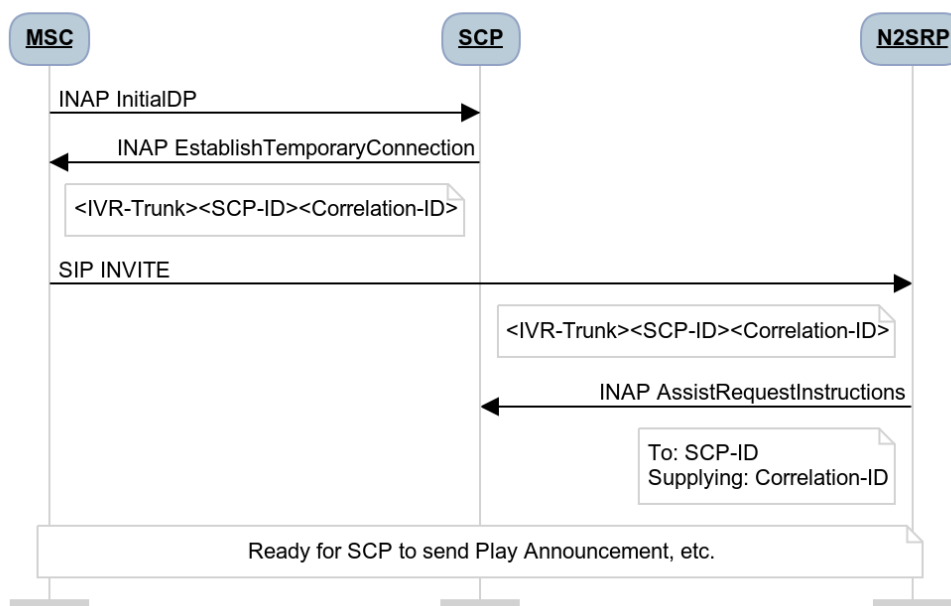 MSC
SCP
N2SRP
INAP InitialDP
INAP EstablishTemporaryConnection
<IVR-Trunk><SCP-ID><Correlation-ID>
SIP INVITE
<IVR-Trunk><SCP-ID><Correlation-ID>
INAP AssistRequestInstructions
To: SCP-ID
Supplying: Correlation-ID
Ready for SCP to send Play Announcement, etc.